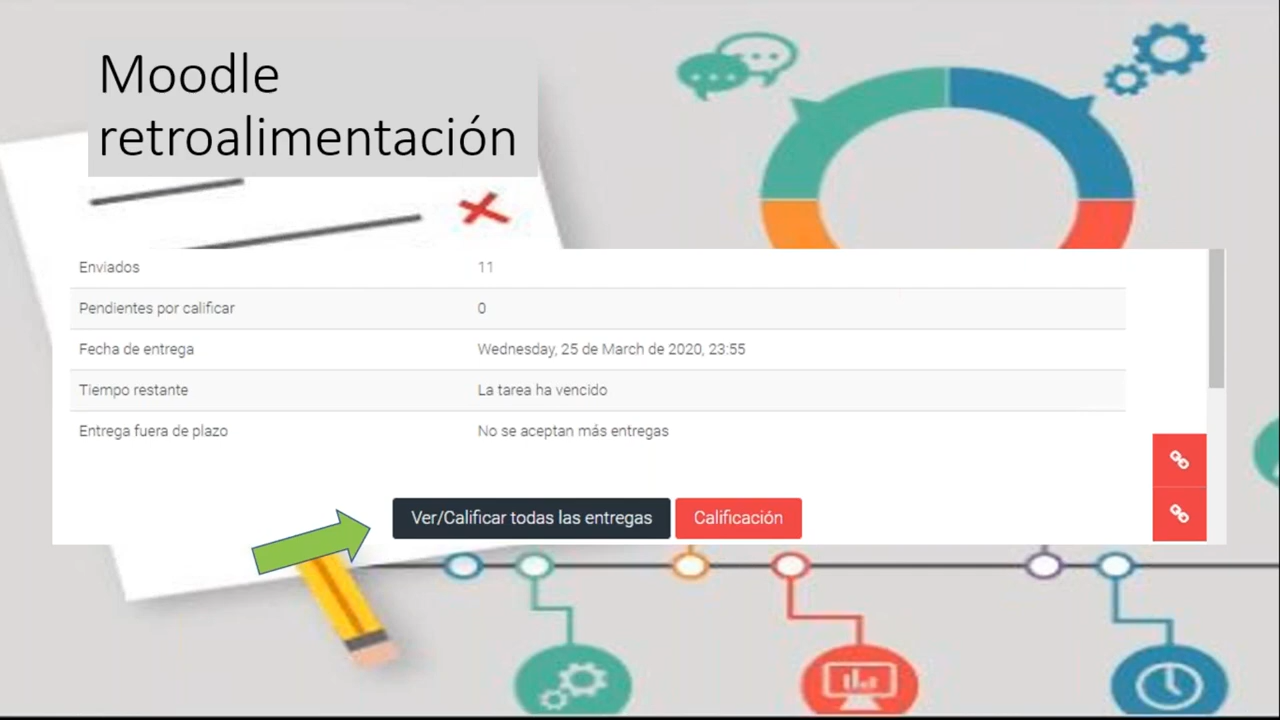 Moodle
retroalimentación
Enviados 11
Pendientes por calificar 0
Fecha de entrega Wednesday, 25 de March de 2020, 23:55
Tiempo restante La tarea ha vencido
Entrega fuera de plazo No se aceptan más entregas
Ver/Calificar todas las entregas Calificación